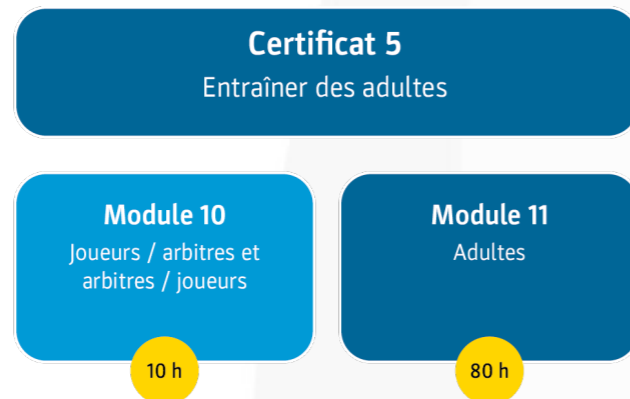 Certificat 5
Entraîner des adultes
Module 10
Joueurs / arbitres et
arbitres / joueurs
10 h
Module 11
Adultes
80 h